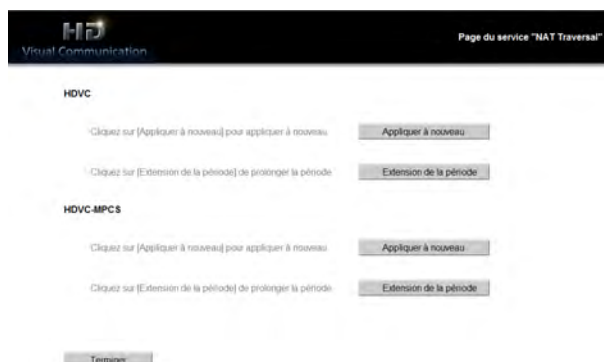 HD
Visual Communication
Page du service "NAT Traversal"
HDVC
Cliquez sur [Appliquer à nouveau] pour appliquer à nouveau.
Appliquer à nouveau
Cliquez sur [Extension de la période] de prolonger la période
Extension de la période
HDVC-MPCS
Cliquez sur [Appliquer à nouveau] pour appliquer à nouveau.
Appliquer à nouveau
Cliquez sur [Extension de la période] de prolonger la période
Extension de la période
Terminer